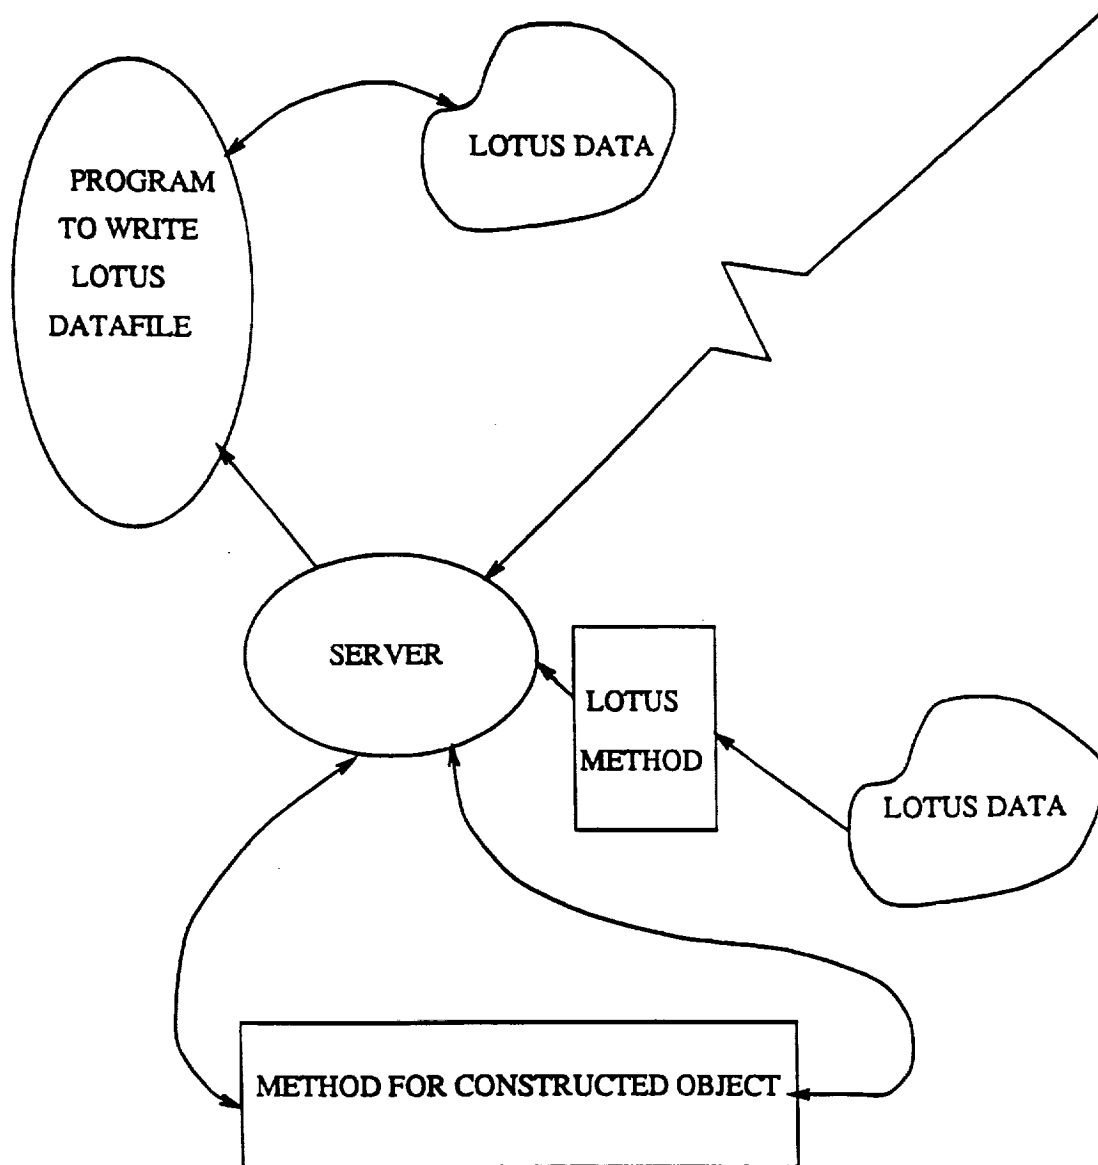 LOTUS DATA
PROGRAM
TO WRITE
LOTUS
DATAFILE
SERVER
LOTUS
METHOD
LOTUS DATA
METHOD FOR CONSTRUCTED OBJECT